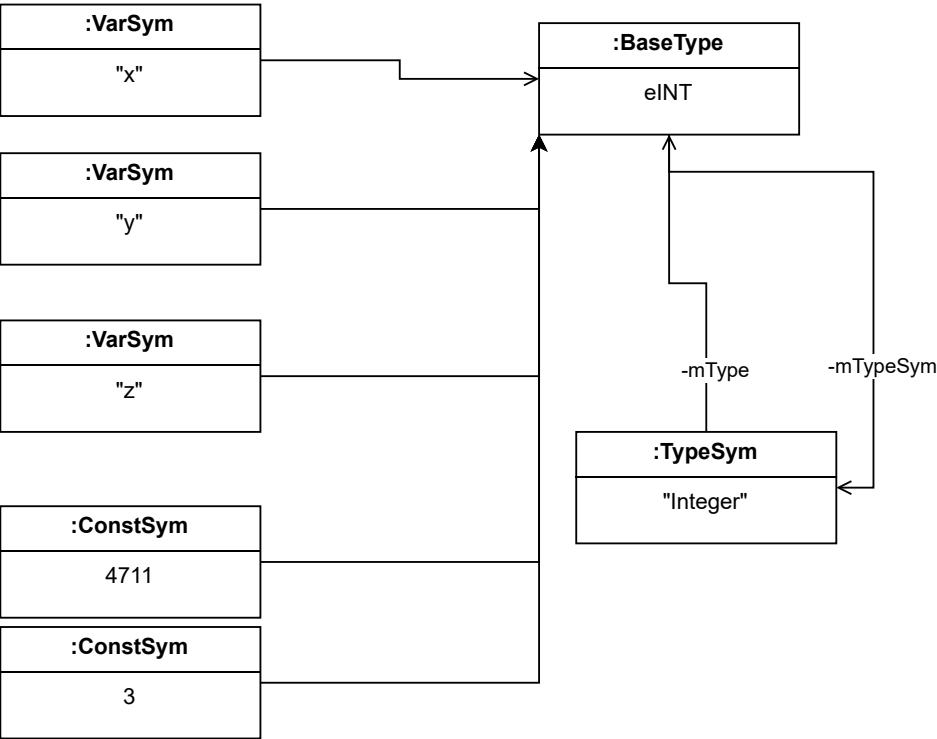 :VarSym
"x"
:BaseType
eINT
:VarSym
"y"
:VarSym
"z"
-mType
-mTypeSym
:TypeSym
"Integer"
:ConstSym
4711
:ConstSym
3